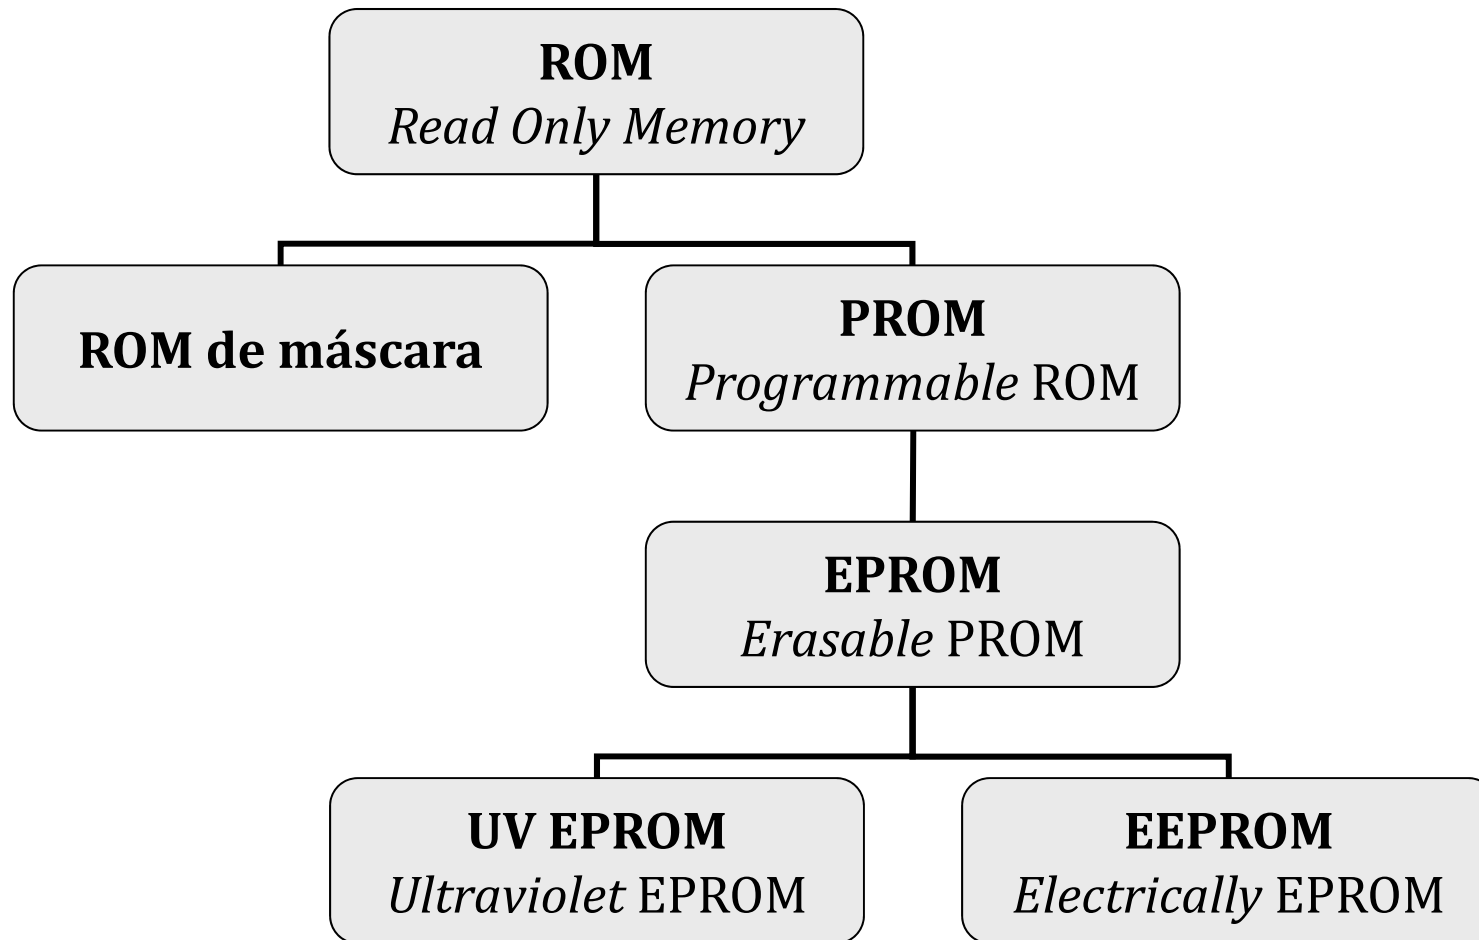 ROM
Read Only Memory
ROM de máscara
PROM
Programmable ROM
EPROM
Erasable PROM
UV EPROM
Ultraviolet EPROM
EEPROM
Electrically EPROM